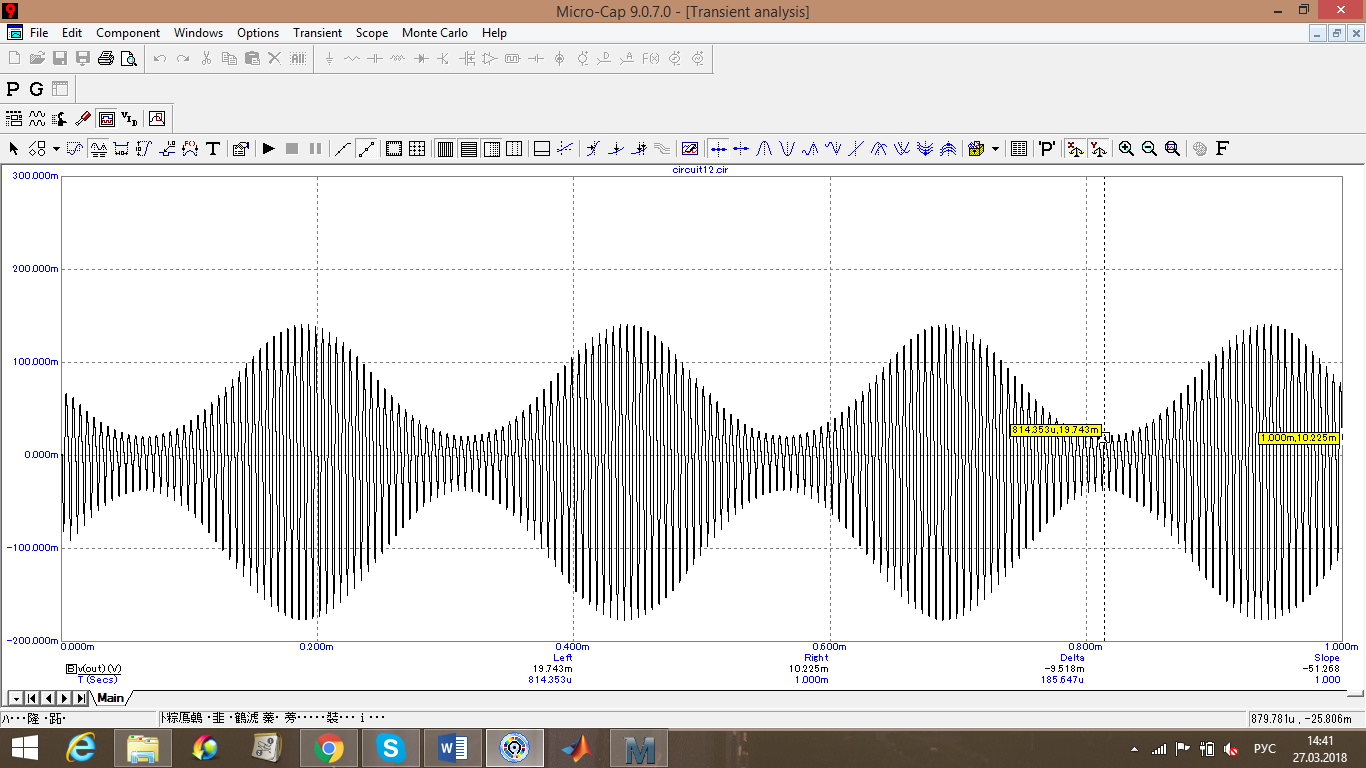 Micro-Cap 9.0.7.0 - [Transient analysis]
File Edit Component Windows Options Transient Scope Monte Carlo Help
P G
circuit12.cir
300.000m
200.000m
100.000m
0.000m
-100.000m
-200.000m
814.353u,19.743m
1.000m,10.225m
0.000m 0.200m 0.400m 0.600m 0.800m 1.000m
Left Right Delta Slope
v(out) (V) 19.743m 10.225m -9.518m -51.268
T (Secs) 814.353u 1.000m 185.647u 1.000
Main
879.781u , -25.806m
РУС
14:41
27.03.2018